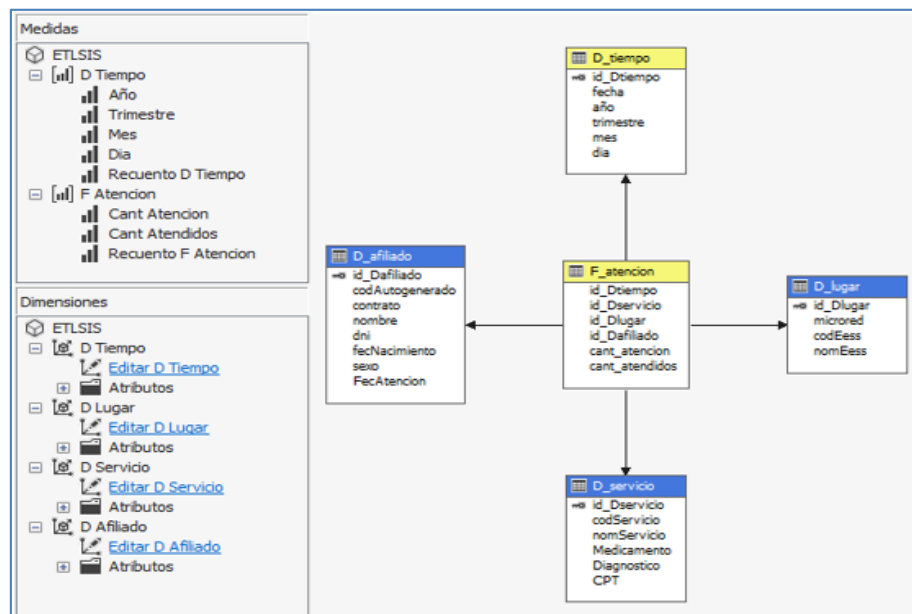 Medidas
ETLSIS
D Tiempo
Año
Trimestre
Mes
Dia
Recuento D Tiempo
F Atencion
Cant Atencion
Cant Atendidos
Recuento F Atencion
Dimensiones
ETLSIS
D Tiempo
Editar D Tiempo
Atributos
D Lugar
Editar D Lugar
Atributos
D Servicio
Editar D Servicio
Atributos
D Afiliado
Editar D Afiliado
Atributos
D_tiempo
id_Dtiempo
fecha
año
trimestre
mes
dia
D_afiliado
id_Dafiliado
codAutogenerado
contrato
nombre
dni
fecNacimiento
sexo
FecAtencion
F_atencion
id_Dtiempo
id_Dservicio
id_Dlugar
id_Dafiliado
cant_atencion
cant_atendidos
D_lugar
id_Dlugar
microred
codEess
nomEess
D_servicio
id_Dservicio
codServicio
nomServicio
Medicamento
Diagnostico
CPT